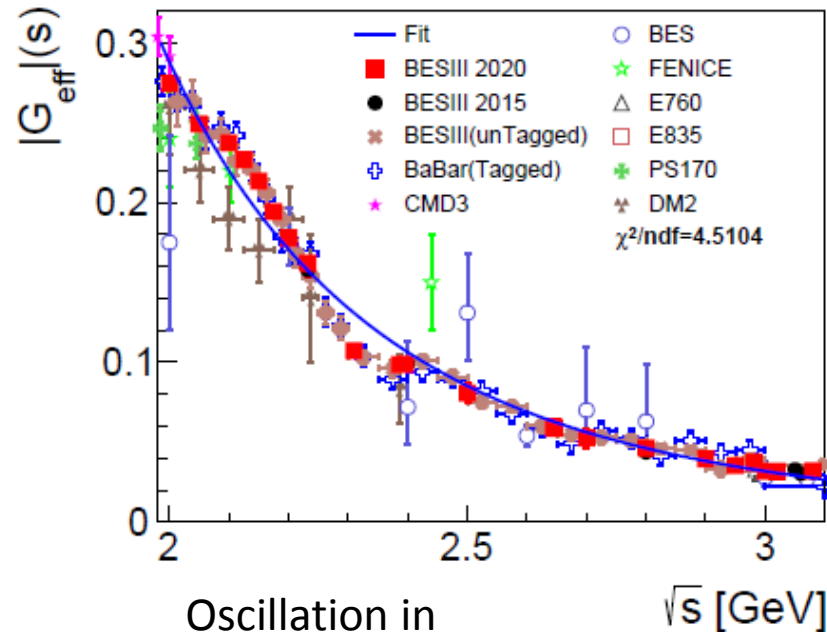 |G_eff|(s)
0.3
0.2
0.1
0
Fit
BESIII 2020
BESIII 2015
BESIII(unTagged)
BaBar(Tagged)
CMD3
BES
FENICE
E760
E835
PS170
DM2
χ²/ndf=4.5104
2
2.5
3
√s [GeV]
Oscillation in